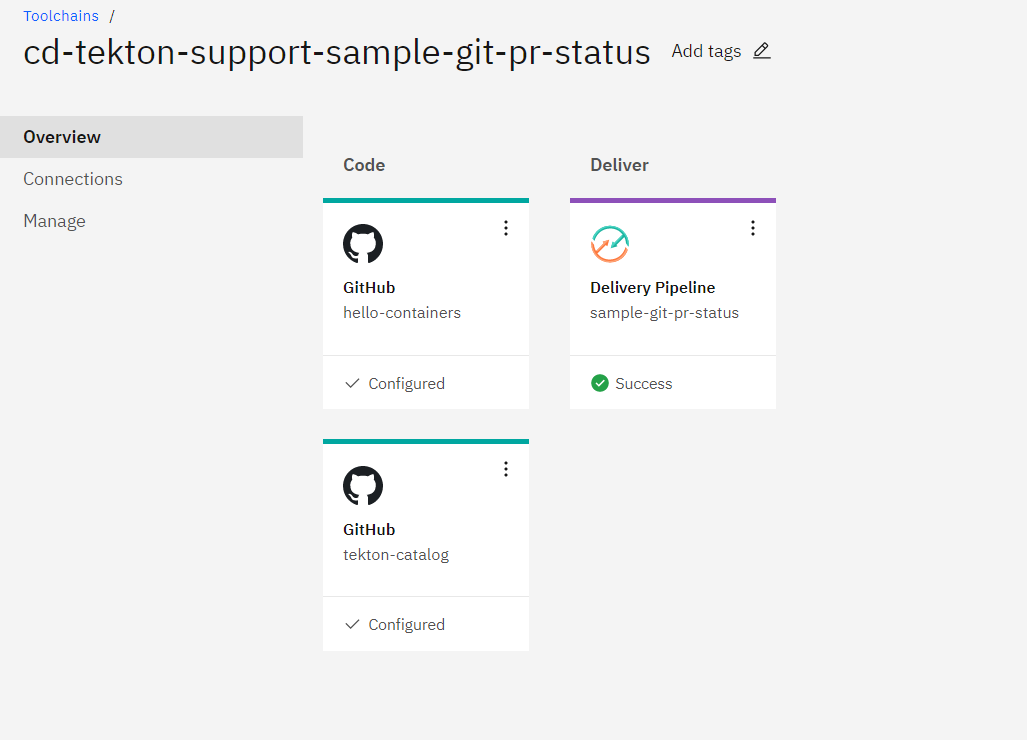 Toolchains /
cd-tekton-support-sample-git-pr-status Add tags
Overview
Connections
Manage
Code
GitHub
hello-containers
Configured
GitHub
tekton-catalog
Configured
Deliver
Delivery Pipeline
sample-git-pr-status
Success